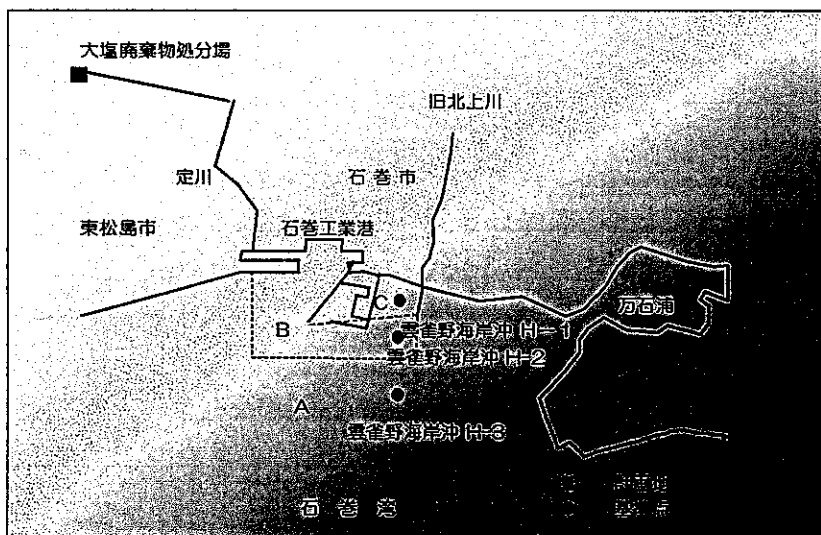 大塩廃棄物処分場
旧北上川
定川
石巻市
東松島市
石巻工業港
万石浦
C
B
雲雀野海岸沖 H-1
雲雀野海岸沖 H-2
A
雲雀野海岸沖 H-3
石巻湾